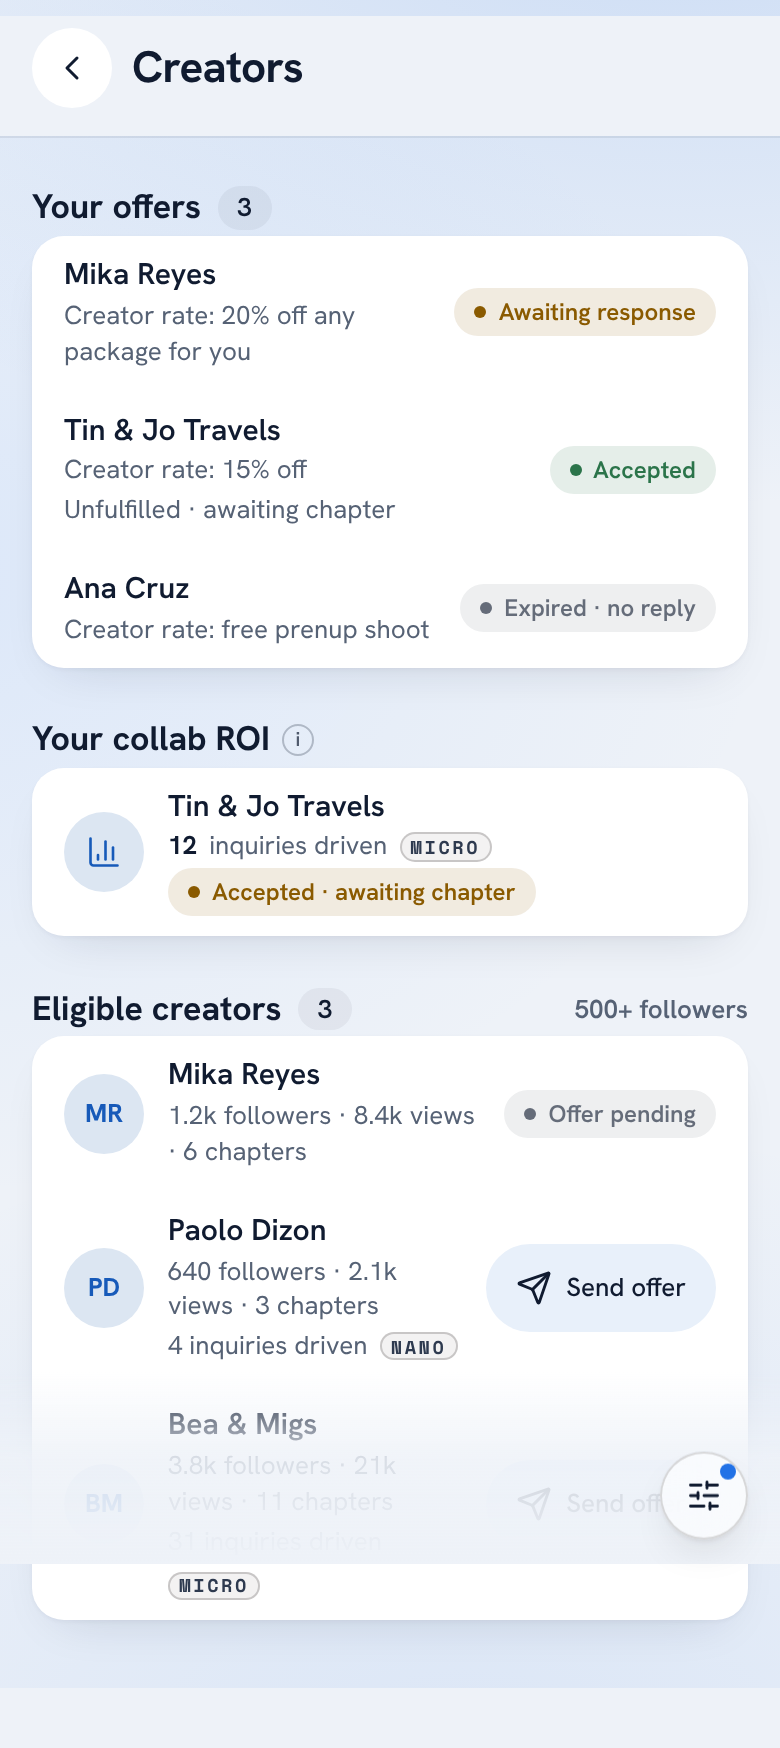 Creators
Your offers 3
Mika Reyes
Creator rate: 20% off any
package for you
Awaiting response
Tin & Jo Travels
Creator rate: 15% off
Unfulfilled · awaiting chapter
Accepted
Ana Cruz
Creator rate: free prenup shoot
Expired · no reply
Your collab ROI i
Tin & Jo Travels
12 inquiries driven MICRO
Accepted · awaiting chapter
Eligible creators 3
500+ followers
MR
Mika Reyes
1.2k followers · 8.4k views
· 6 chapters
Offer pending
PD
Paolo Dizon
640 followers · 2.1k
views · 3 chapters
4 inquiries driven NANO
Send offer
BM
Bea & Migs
3.8k followers · 21k
views · 11 chapters
31 inquiries driven
MICRO
Send off